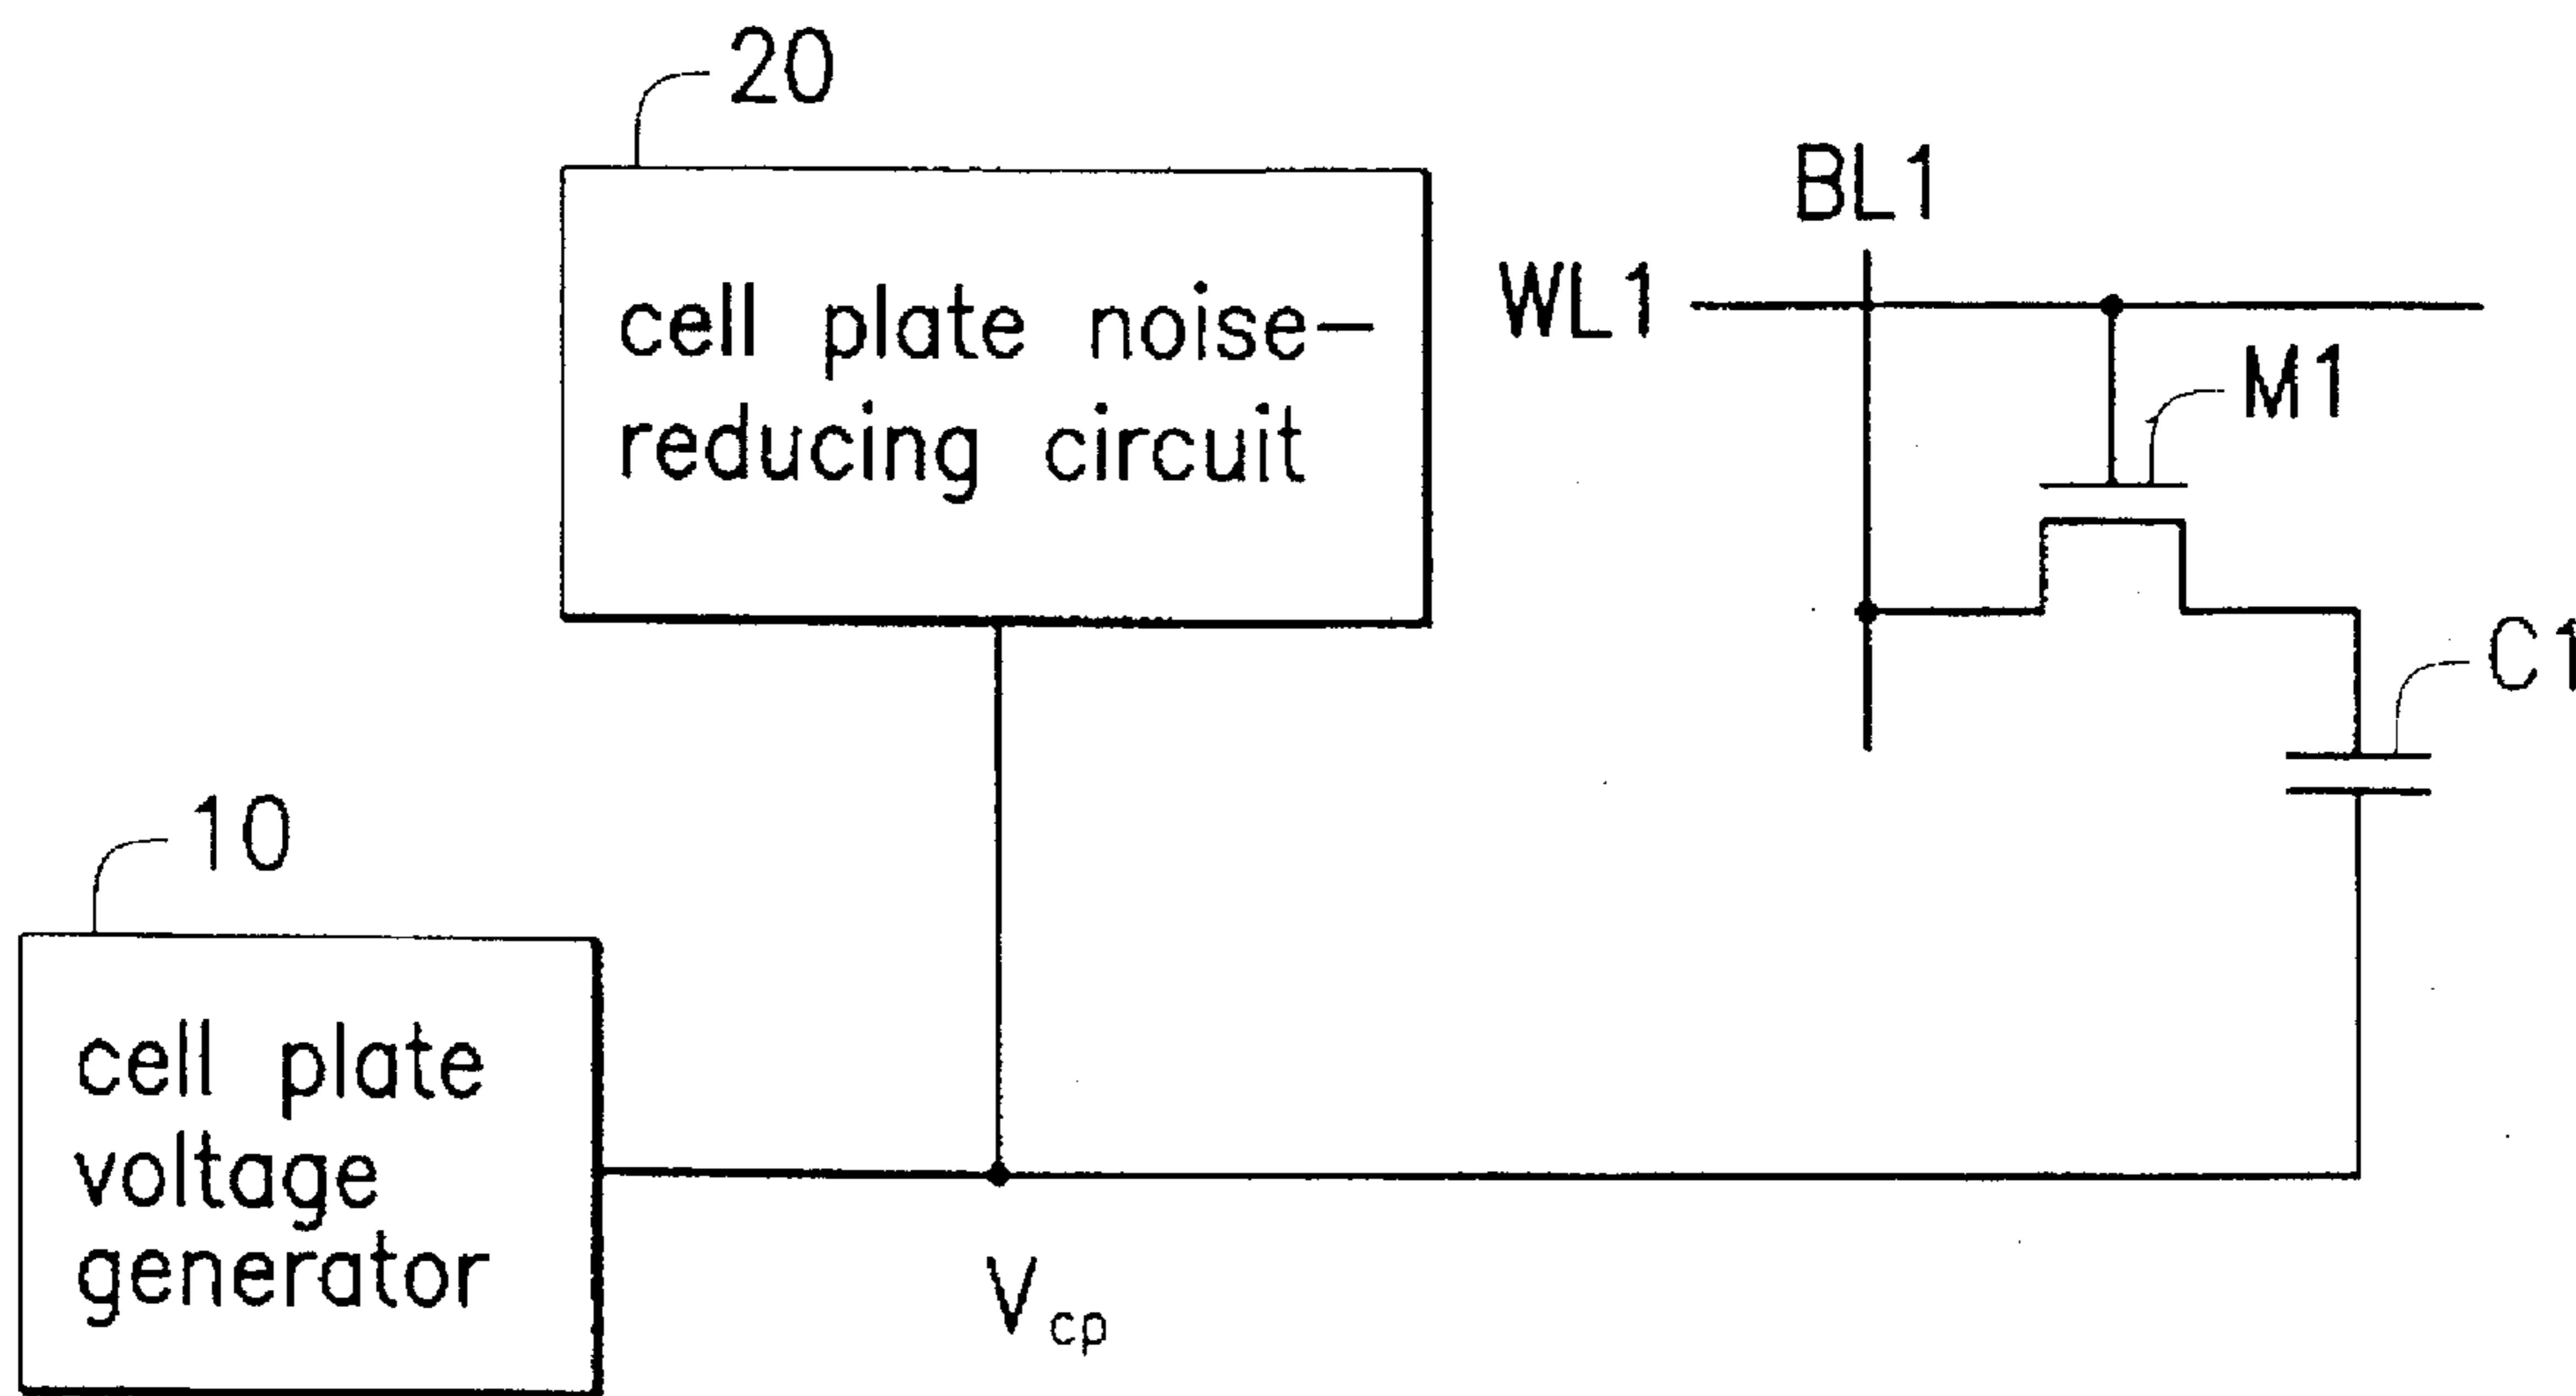 20
cell plate noise-
reducing circuit
BL1
WL1
M1
C1
10
cell plate
voltage
generator
Vcp